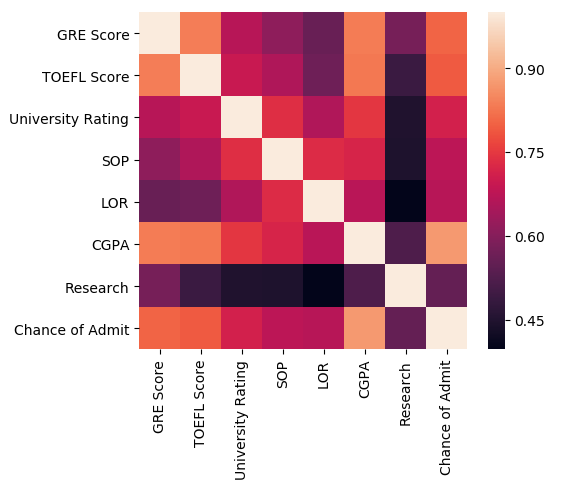 GRE Score
TOEFL Score
University Rating
SOP
LOR
CGPA
Research
Chance of Admit
GRE Score
TOEFL Score
University Rating
SOP
LOR
CGPA
Research
Chance of Admit
0.90
0.75
0.60
0.45